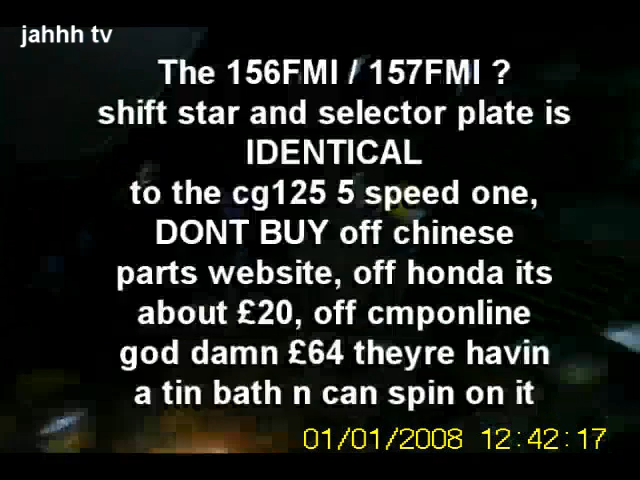 jahhh tv
The 156FMI / 157FMI ?
shift star and selector plate is
IDENTICAL
to the cg125 5 speed one,
DONT BUY off chinese
parts website, off honda its
about £20, off cmponline
god damn £64 theyre havin
a tin bath n can spin on it
01/01/2008 12:42:17